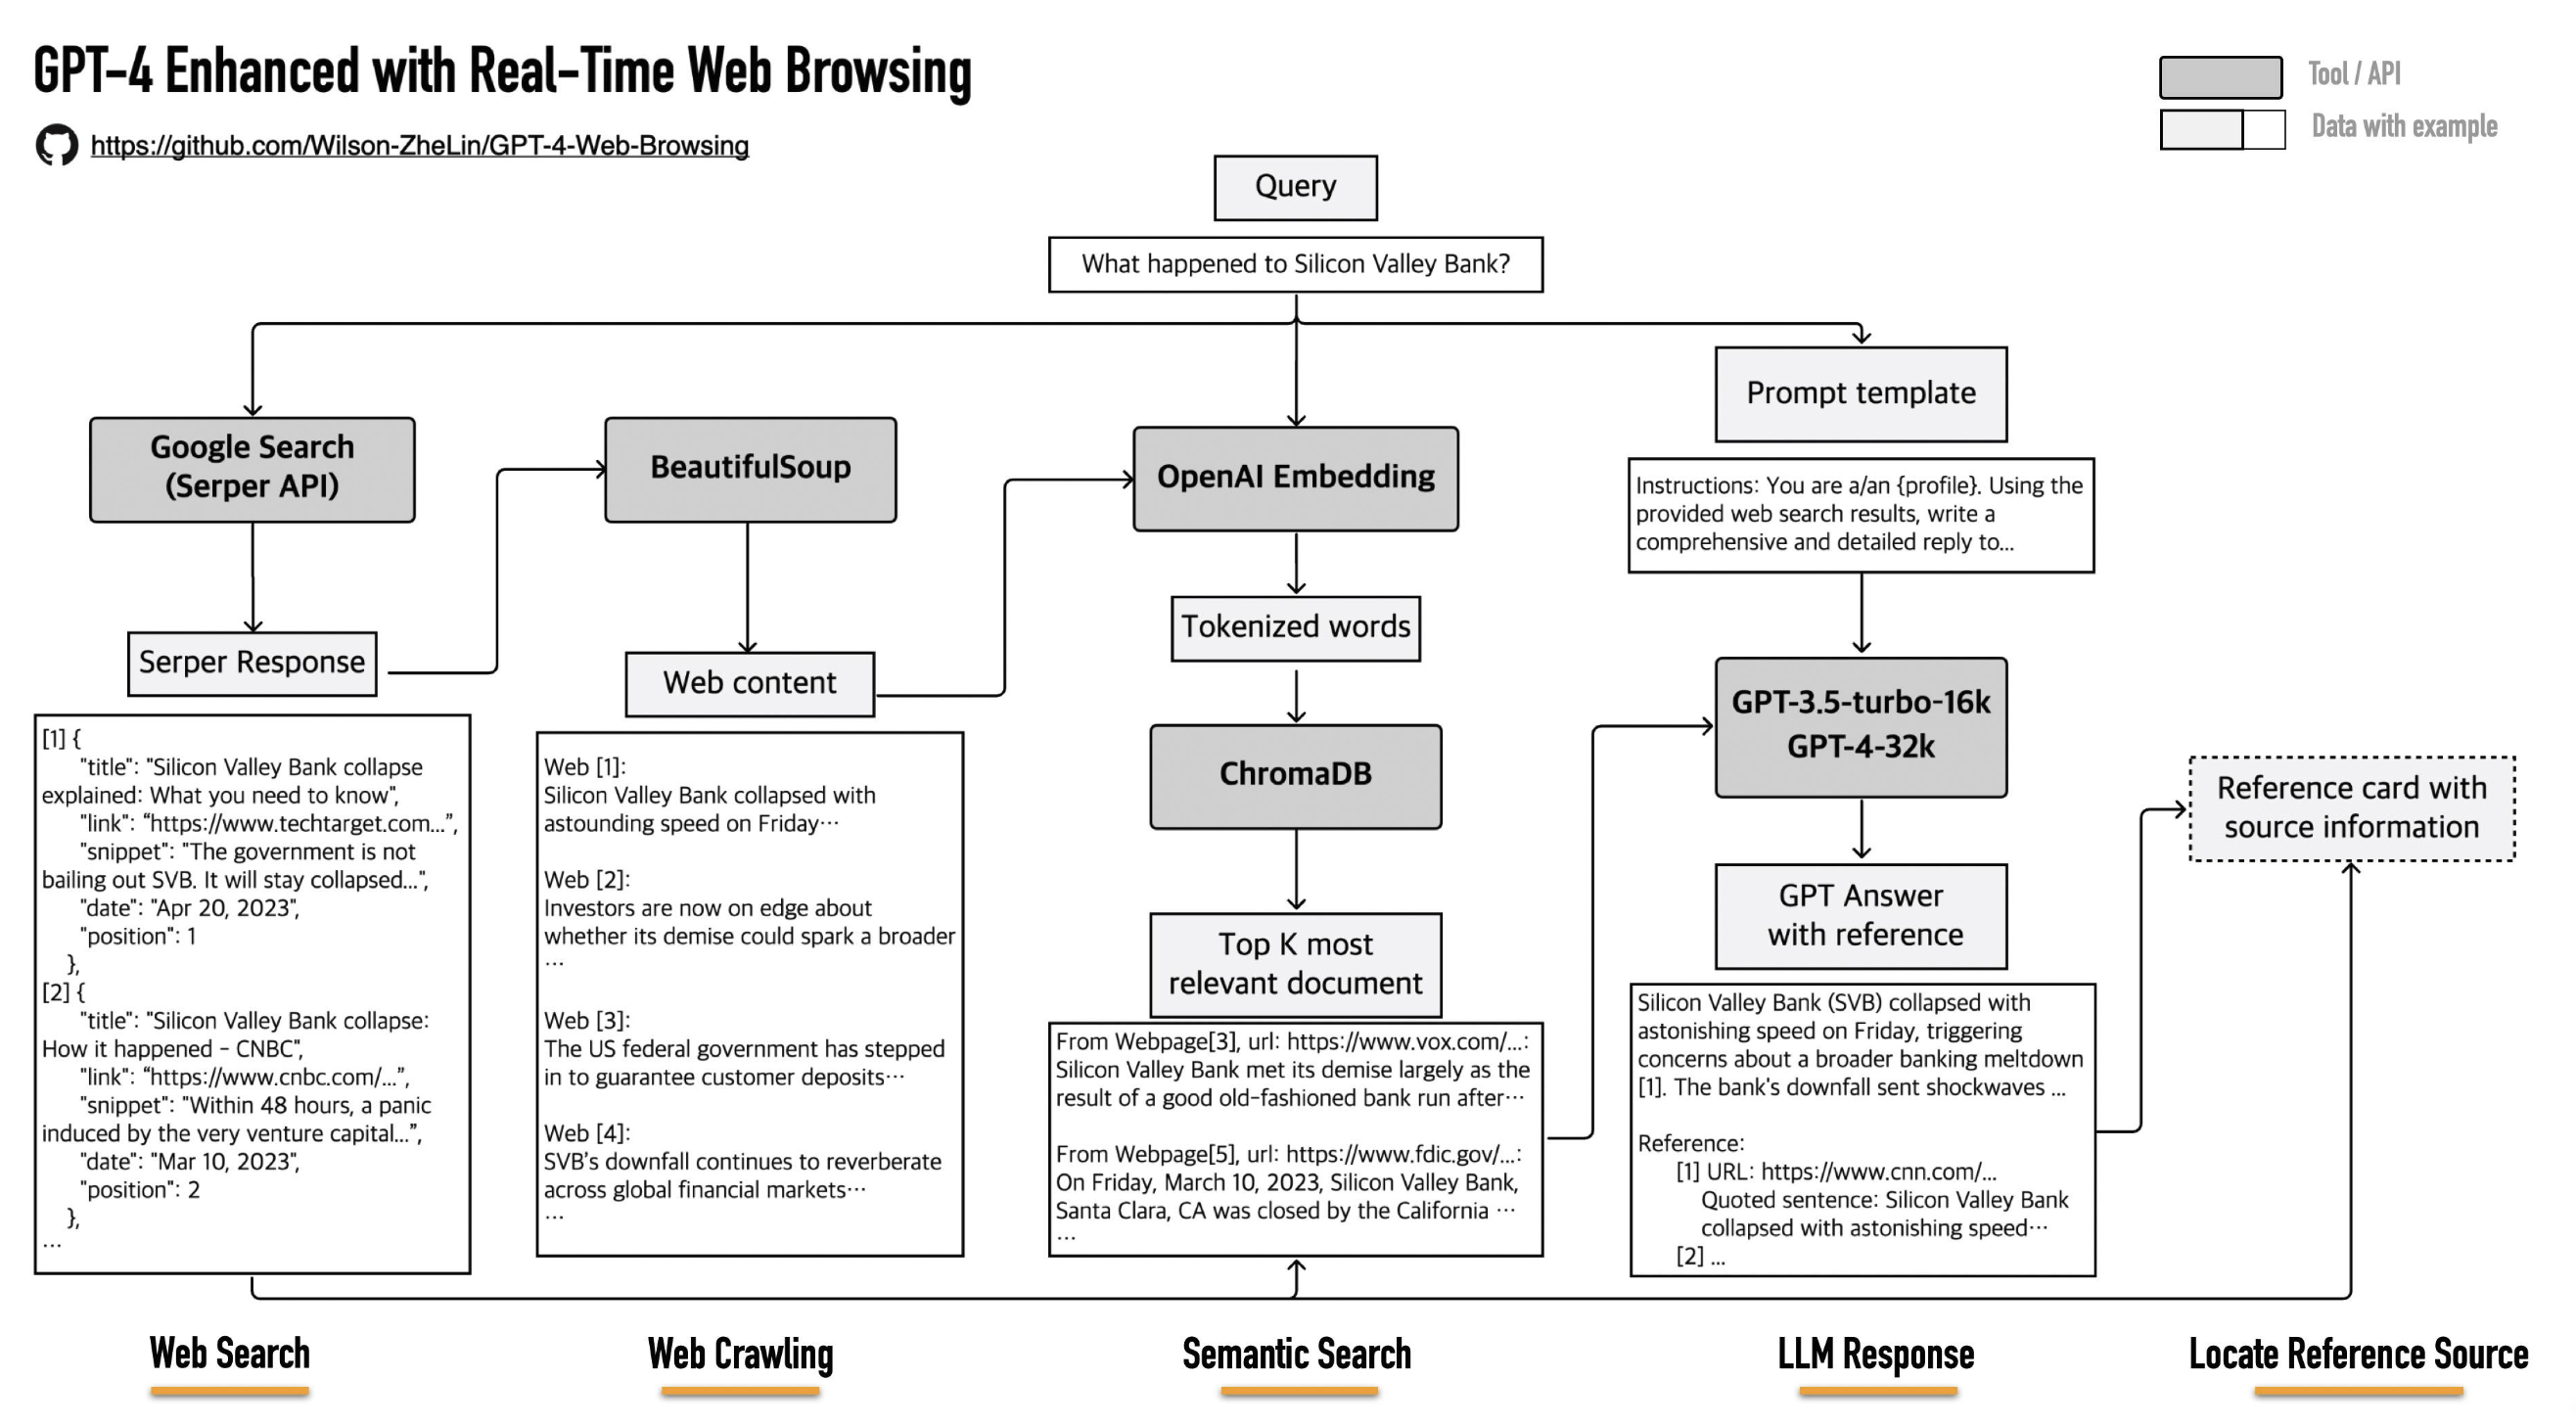 GPT-4 Enhanced with Real-Time Web Browsing
https://github.com/Wilson-ZheLin/GPT-4-Web-Browsing
Tool / API
Data with example
Query
What happened to Silicon Valley Bank?
Google Search
(Serper API)
Serper Response
[1] {
"title": "Silicon Valley Bank collapse
explained: What you need to know",
"link": “https://www.techtarget.com...”,
"snippet": "The government is not
bailing out SVB. It will stay collapsed...",
"date": "Apr 20, 2023",
"position": 1
},
[2] {
"title": "Silicon Valley Bank collapse:
How it happened - CNBC",
"link": “https://www.cnbc.com/...”,
"snippet": "Within 48 hours, a panic
induced by the very venture capital...”,
"date": "Mar 10, 2023",
"position": 2
},
...
BeautifulSoup
Web content
Web [1]:
Silicon Valley Bank collapsed with
astounding speed on Friday···
Web [2]:
Investors are now on edge about
whether its demise could spark a broader
···
Web [3]:
The US federal government has stepped
in to guarantee customer deposits···
Web [4]:
SVB’s downfall continues to reverberate
across global financial markets···
...
OpenAI Embedding
Tokenized words
ChromaDB
Top K most
relevant document
From Webpage[3], url: https://www.vox.com/...:
Silicon Valley Bank met its demise largely as the
result of a good old-fashioned bank run after···
From Webpage[5], url: https://www.fdic.gov/...:
On Friday, March 10, 2023, Silicon Valley Bank,
Santa Clara, CA was closed by the California ···
...
Prompt template
Instructions: You are a/an {profile}. Using the
provided web search results, write a
comprehensive and detailed reply to...
GPT-3.5-turbo-16k
GPT-4-32k
GPT Answer
with reference
Silicon Valley Bank (SVB) collapsed with
astonishing speed on Friday, triggering
concerns about a broader banking meltdown
[1]. The bank's downfall sent shockwaves ...
Reference:
[1] URL: https://www.cnn.com/...
Quoted sentence: Silicon Valley Bank
collapsed with astonishing speed···
[2] ...
Reference card with
source information
Web Search
Web Crawling
Semantic Search
LLM Response
Locate Reference Source